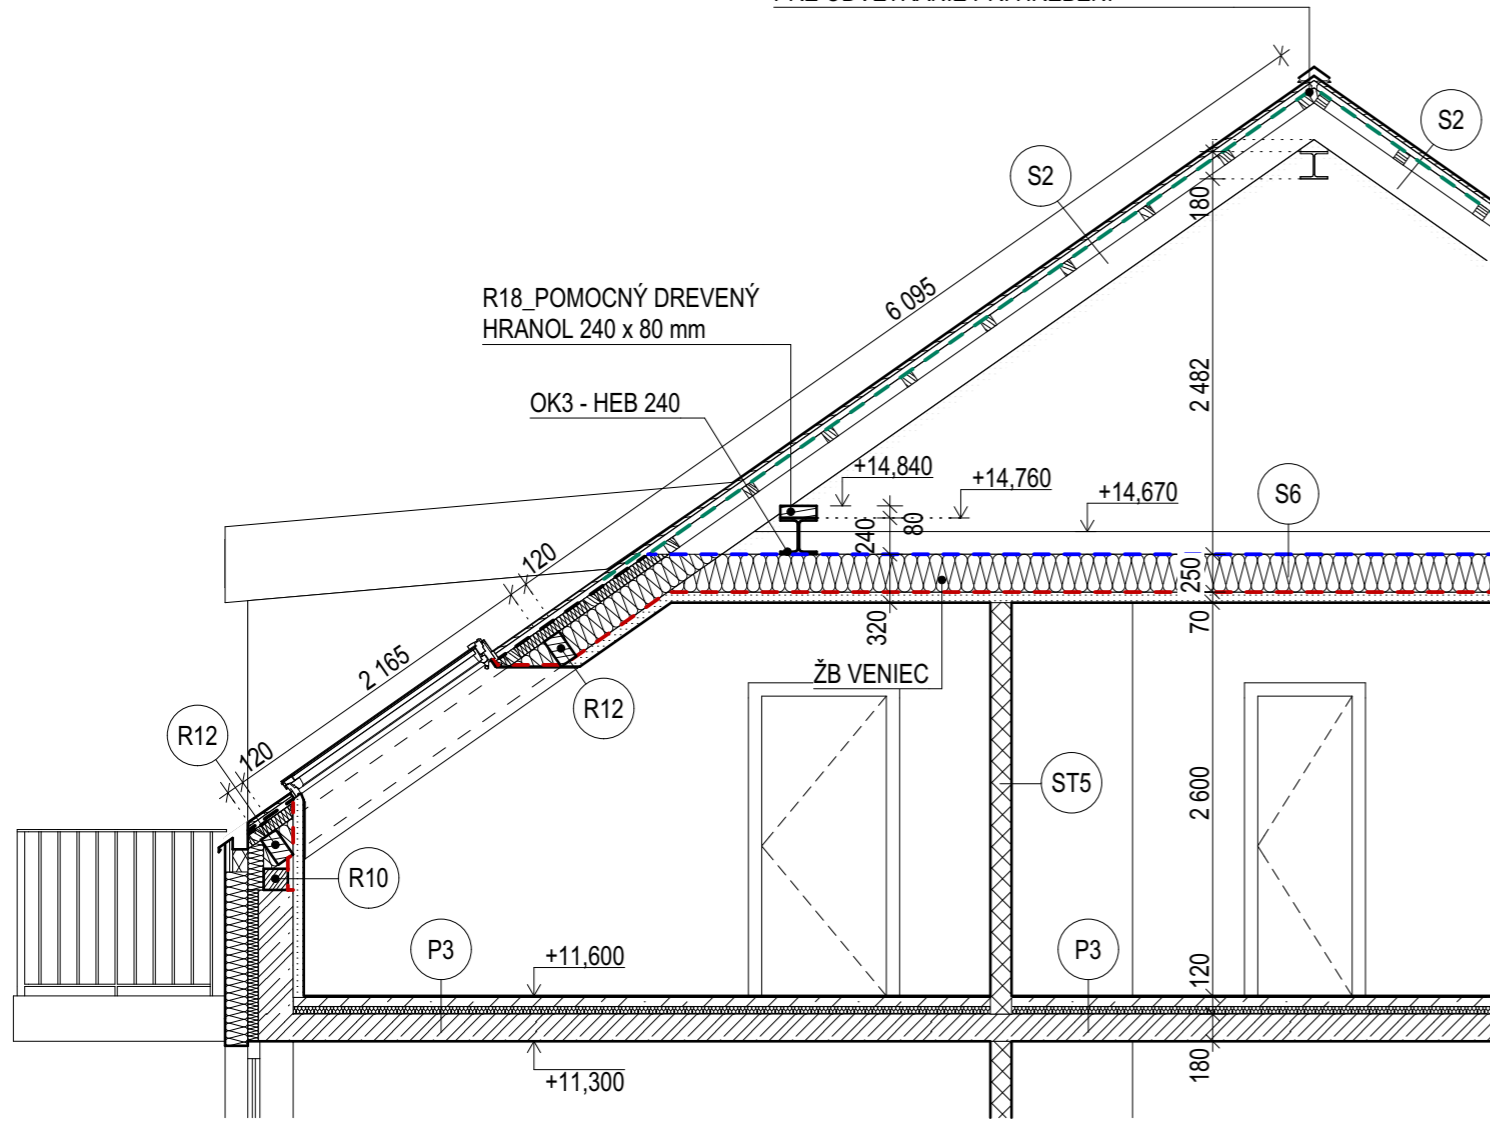 S2
S2
180
6 095
R18_POMOCNÝ DREVENÝ
HRANOL 240 x 80 mm
2 482
OK3 - HEB 240
+14,840
+14,760
+14,670
S6
240
80
120
250
320
70
2 165
ŽB VENIEC
R12
R12
120
ST5
2 600
R10
P3
P3
+11,600
120
+11,300
180